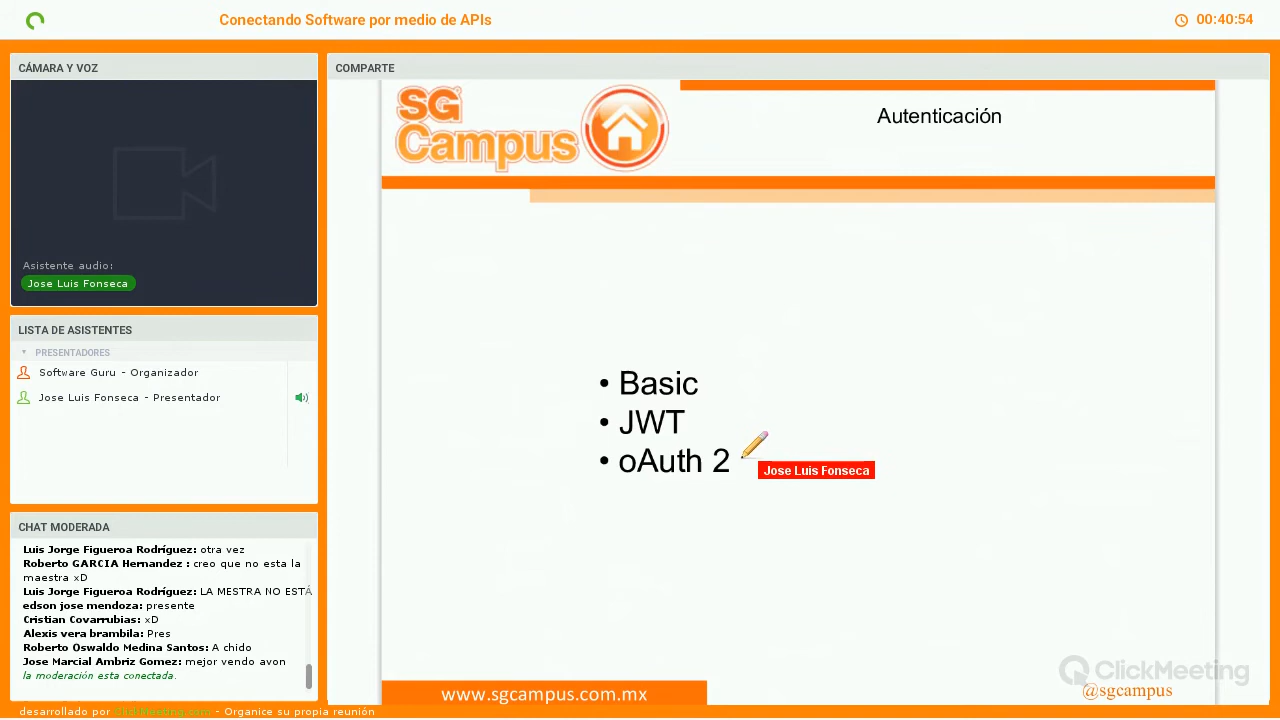 Conectando Software por medio de APIs
00:40:54
CÁMARA Y VOZ
Asistente audio:
Jose Luis Fonseca
LISTA DE ASISTENTES
PRESENTADORES
Software Guru - Organizador
Jose Luis Fonseca - Presentador
CHAT MODERADA
Luis Jorge Figueroa Rodríguez: otra vez
Roberto GARCIA Hernandez : creo que no esta la
maestra xD
Luis Jorge Figueroa Rodríguez: LA MESTRA NO ESTÁ
edson jose mendoza: presente
Cristian Covarrubias: xD
Alexis vera brambila: Pres
Roberto Oswaldo Medina Santos: A chido
Jose Marcial Ambriz Gomez: mejor vendo avon
la moderación esta conectada.
desarrollado por ClickMeeting.com - Organice su propia reunión
COMPARTE
SG
Campus
Autenticación
• Basic
• JWT
• oAuth 2
Jose Luis Fonseca
www.sgcampus.com.mx
ClickMeeting
@sgcampus